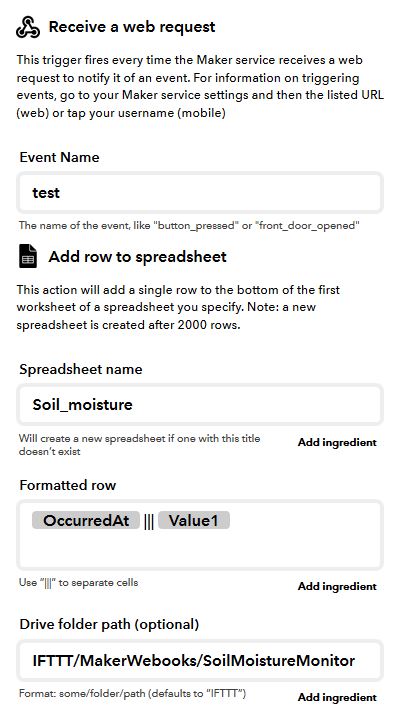 Receive a web request
This trigger fires every time the Maker service receives a web
request to notify it of an event. For information on triggering
events, go to your Maker service settings and then the listed URL
(web) or tap your username (mobile)
Event Name
test
The name of the event, like "button_pressed" or "front_door_opened"
Add row to spreadsheet
This action will add a single row to the bottom of the first
worksheet of a spreadsheet you specify. Note: a new
spreadsheet is created after 2000 rows.
Spreadsheet name
Soil_moisture
Will create a new spreadsheet if one with this title
doesn't exist
Add ingredient
Formatted row
OccurredAt ||| Value1
Use "|||" to separate cells
Add ingredient
Drive folder path (optional)
IFTTT/MakerWebooks/SoilMoistureMonitor
Format: some/folder/path (defaults to "IFTTT")
Add ingredient